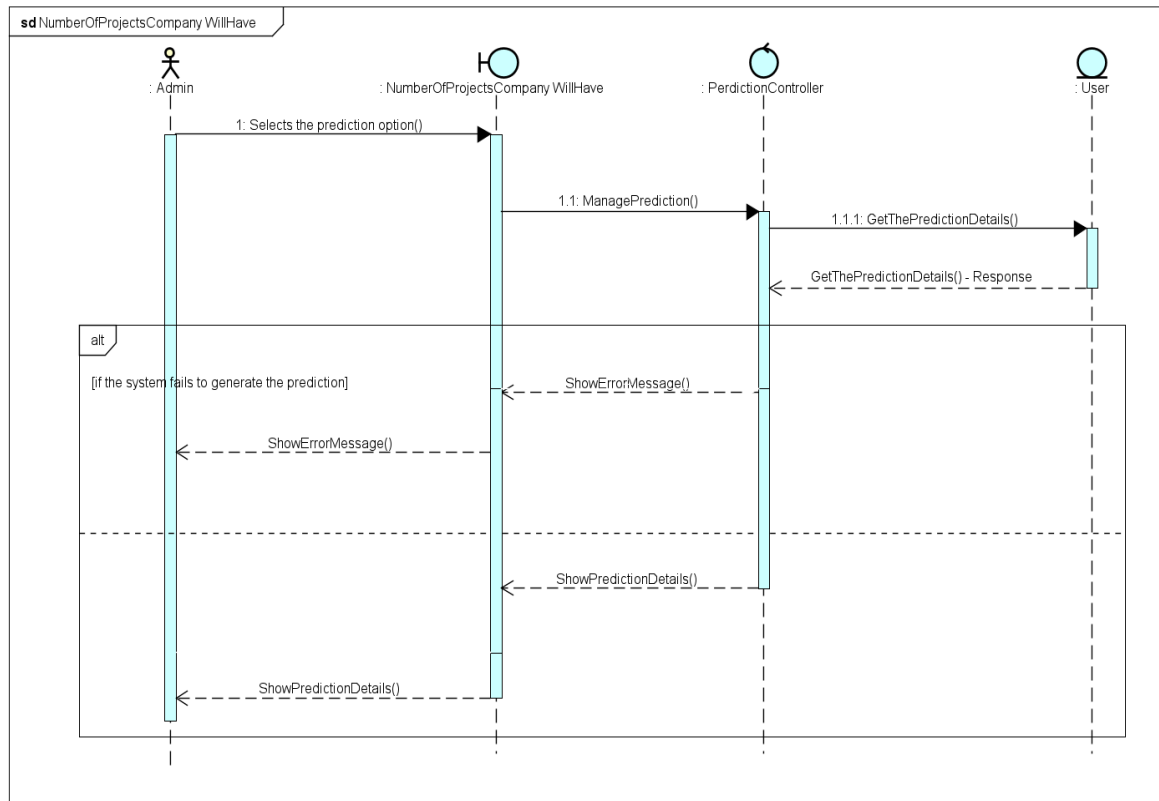 sd NumberOfProjectsCompany WillHave
: Admin
: NumberOfProjectsCompany WillHave
: PerdictionController
: User
1: Selects the prediction option()
1.1: ManagePrediction()
1.1.1: GetThePredictionDetails()
GetThePredictionDetails() - Response
alt
[if the system fails to generate the prediction]
ShowErrorMessage()
ShowErrorMessage()
ShowPredictionDetails()
ShowPredictionDetails()